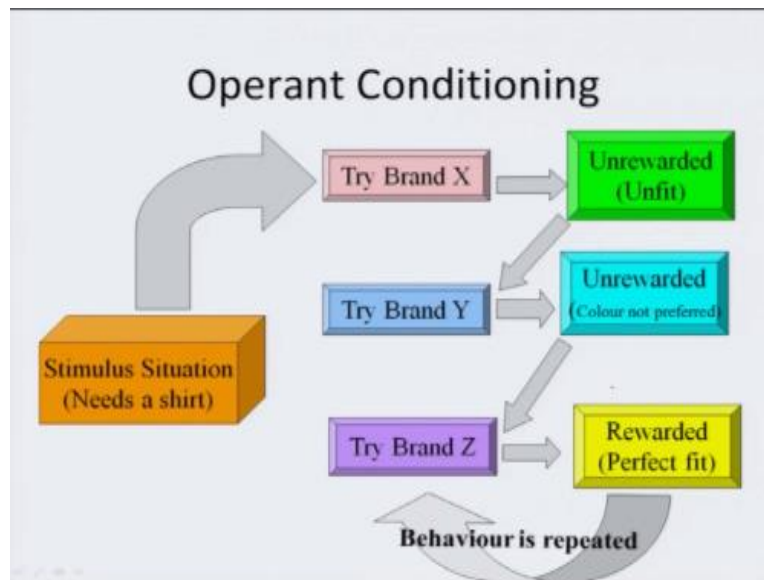 Operant Conditioning
Try Brand X
Unrewarded
(Unfit)
Try Brand Y
Unrewarded
(Colour not preferred)
Stimulus Situation
(Needs a shirt)
Try Brand Z
Rewarded
(Perfect fit)
Behaviour is repeated